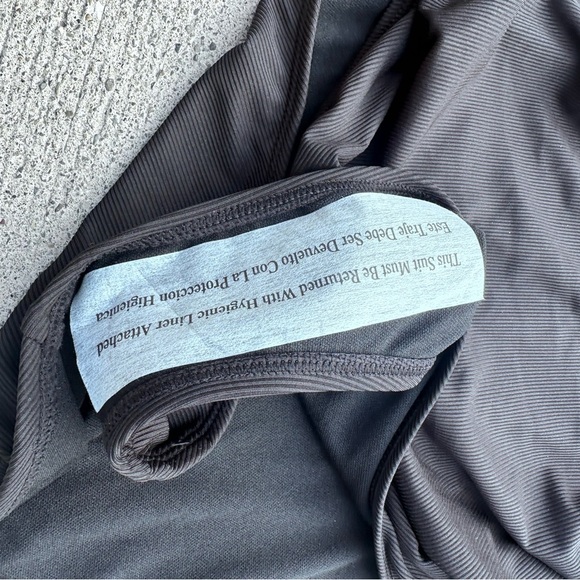 This Suit Must Be Returned With Hygienic Liner Attached
Este Traje Debe Ser Devuelto Con La Proteccion Higienica